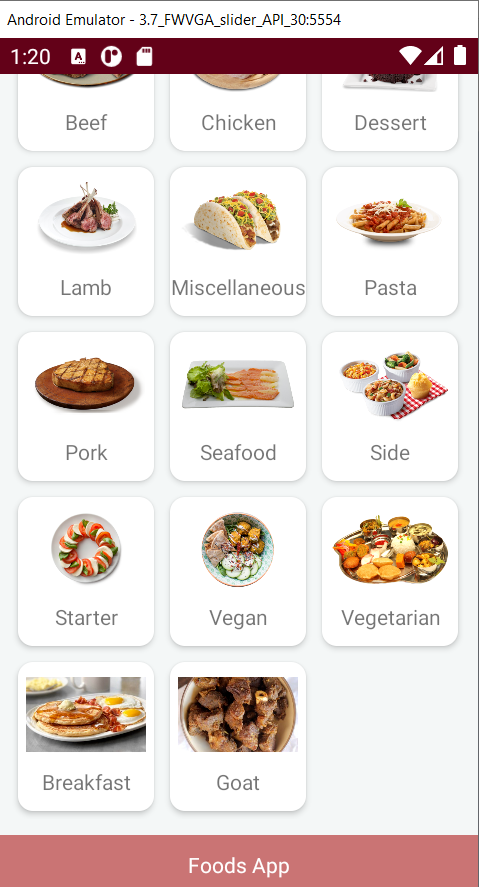 Android Emulator - 3.7_FWVGA_slider_API_30:5554
1:20 A
Beef Chicken Dessert
Lamb Miscellaneous Pasta
Pork Seafood Side
Starter Vegan Vegetarian
Breakfast Goat
Foods App